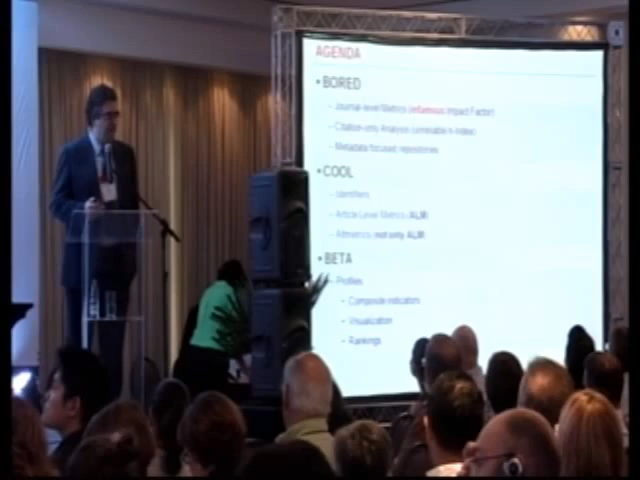 AGENDA
• BORED
– Journal-level Metrics (infamous Impact Factor)
– Citation-only Analysis (unreliable h-index)
– Metadata focused repositories
• COOL
– Identifiers
– Article Level Metrics (ALM)
– Altmetrics (not only ALM)
• BETA
– Profiles
– Composite indicators
– Visualization
– Rankings